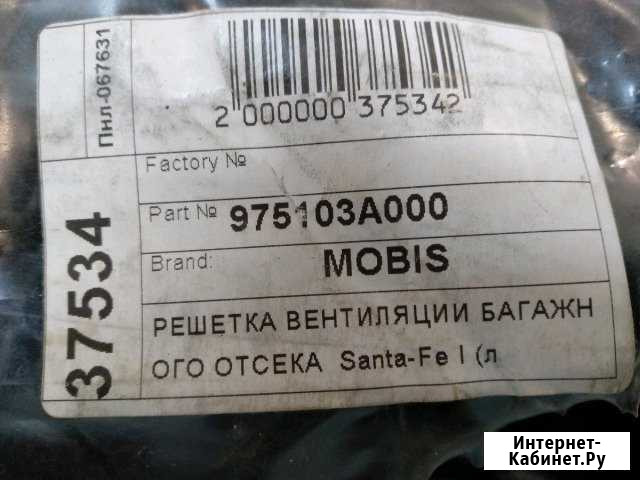 Пнл-067631
2 000000 375342
37534
Factory №
Part № 975103A000
Brand: MOBIS
РЕШЕТКА ВЕНТИЛЯЦИИ БАГАЖН
ОГО ОТСЕКА Santa-Fe I (л
Интернет-
Кабинет.Ру